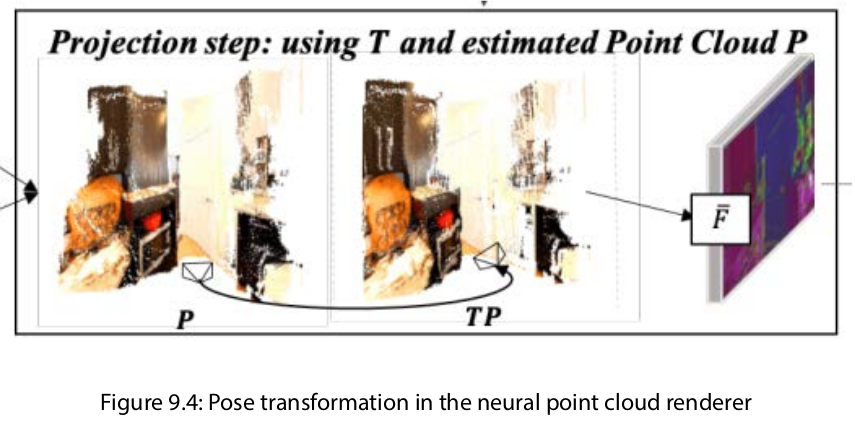 Projection step: using T and estimated Point Cloud P
F̅
P
TP
Figure 9.4: Pose transformation in the neural point cloud renderer